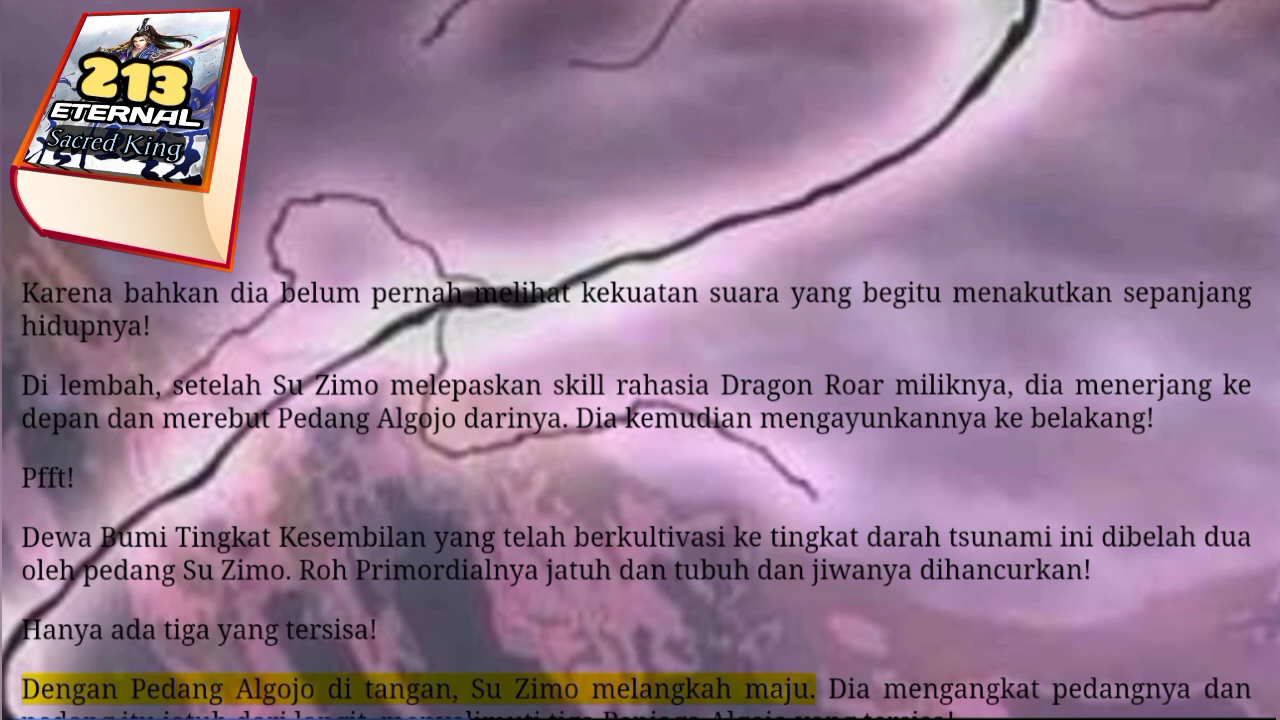 213
ETERNAL
Sacred King
Karena bahkan dia belum pernah melihat kekuatan suara yang begitu menakutkan sepanjang
hidupnya!
Di lembah, setelah Su Zimo melepaskan skill rahasia Dragon Roar miliknya, dia menerjang ke
depan dan merebut Pedang Algojo darinya. Dia kemudian mengayunkannya ke belakang!
Pfft!
Dewa Bumi Tingkat Kesembilan yang telah berkultivasi ke tingkat darah tsunami ini dibelah dua
oleh pedang Su Zimo. Roh Primordialnya jatuh dan tubuh dan jiwanya dihancurkan!
Hanya ada tiga yang tersisa!
Dengan Pedang Algojo di tangan, Su Zimo melangkah maju. Dia mengangkat pedangnya dan